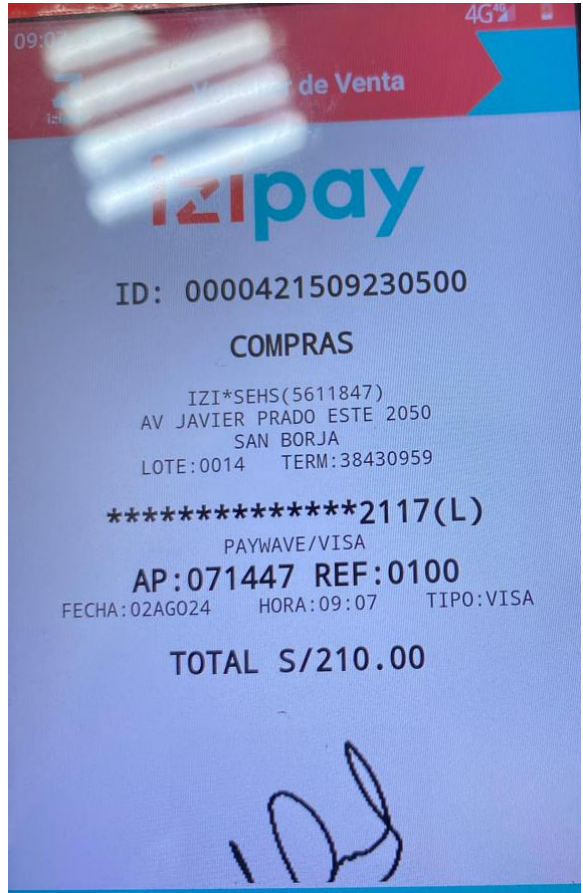 4G 4G
de Venta
izipay
ID: 0000421509230500
COMPRAS
IZI*SEHS(5611847)
AV JAVIER PRADO ESTE 2050
SAN BORJA
LOTE:0014 TERM:38430959
**************2117(L)
PAYWAVE/VISA
AP:071447 REF:0100
FECHA:02AGO24 HORA:09:07 TIPO:VISA
TOTAL S/210.00